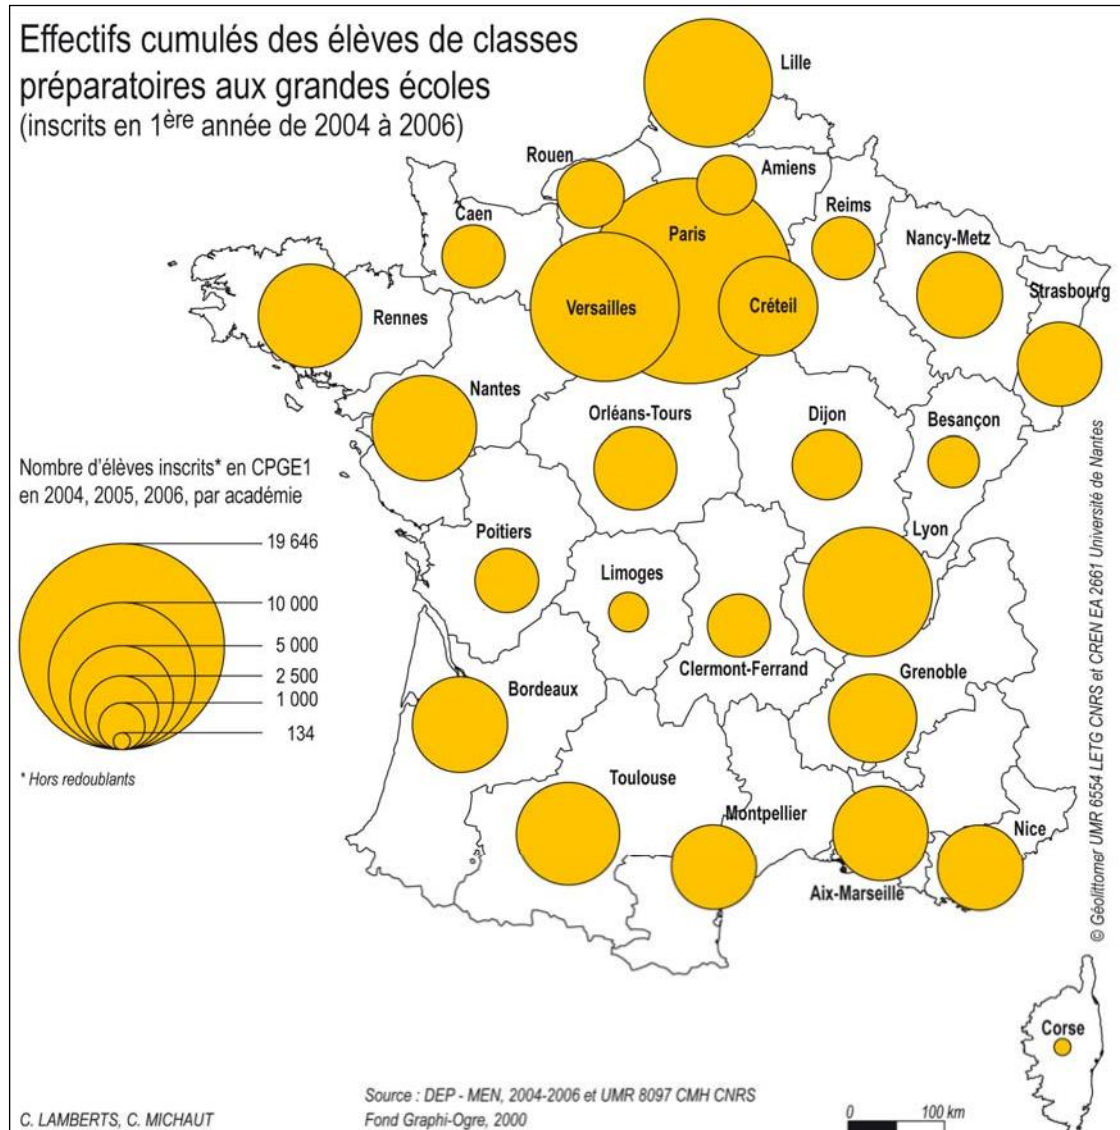 Effectifs cumulés des élèves de classes
préparatoires aux grandes écoles
(inscrits en 1ère année de 2004 à 2006)
Lille
Rouen
Amiens
Caen
Paris
Reims
Nancy-Metz
Strasbourg
Versailles
Créteil
Rennes
Nantes
Orléans-Tours
Dijon
Besançon
Nombre d'élèves inscrits* en CPGE1
en 2004, 2005, 2006, par académie
19 646
10 000
5 000
2 500
1 000
134
* Hors redoublants
Poitiers
Limoges
Lyon
Clermont-Ferrand
Grenoble
Bordeaux
Toulouse
Montpellier
Nice
Aix-Marseille
Corse
© Géolittomer UMR 6554 LETG CNRS et CREN EA 2661 Université de Nantes
C. LAMBERTS, C. MICHAUT
Source : DEP - MEN, 2004-2006 et UMR 8097 CMH CNRS
Fond Graphi-Ogre, 2000
0 100 km